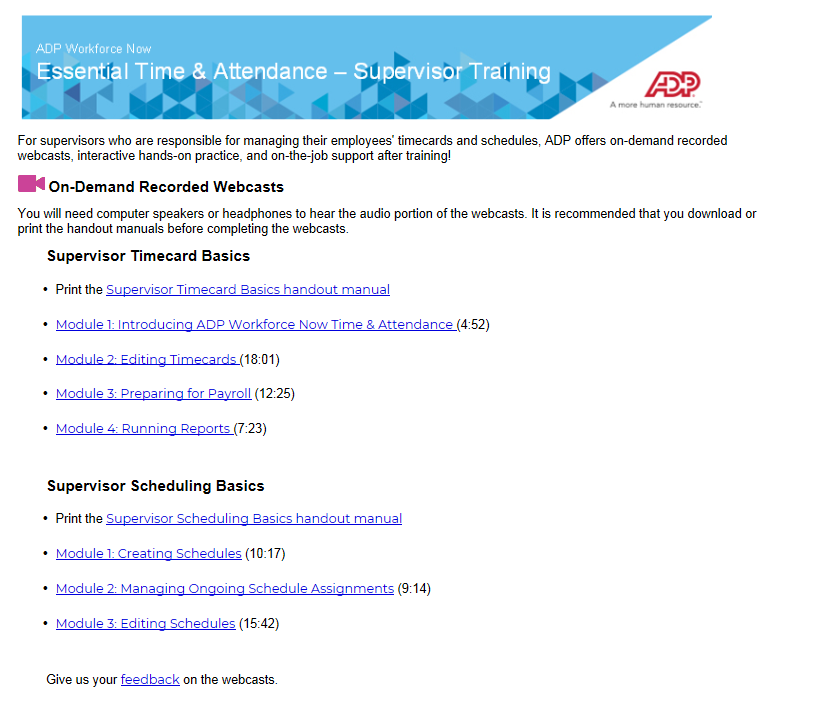 ADP Workforce Now
Essential Time & Attendance – Supervisor Training
ADP
A more human resource.™
For supervisors who are responsible for managing their employees' timecards and schedules, ADP offers on-demand recorded
webcasts, interactive hands-on practice, and on-the-job support after training!
On-Demand Recorded Webcasts
You will need computer speakers or headphones to hear the audio portion of the webcasts. It is recommended that you download or
print the handout manuals before completing the webcasts.
Supervisor Timecard Basics
• Print the Supervisor Timecard Basics handout manual
• Module 1: Introducing ADP Workforce Now Time & Attendance (4:52)
• Module 2: Editing Timecards (18:01)
• Module 3: Preparing for Payroll (12:25)
• Module 4: Running Reports (7:23)
Supervisor Scheduling Basics
• Print the Supervisor Scheduling Basics handout manual
• Module 1: Creating Schedules (10:17)
• Module 2: Managing Ongoing Schedule Assignments (9:14)
• Module 3: Editing Schedules (15:42)
Give us your feedback on the webcasts.